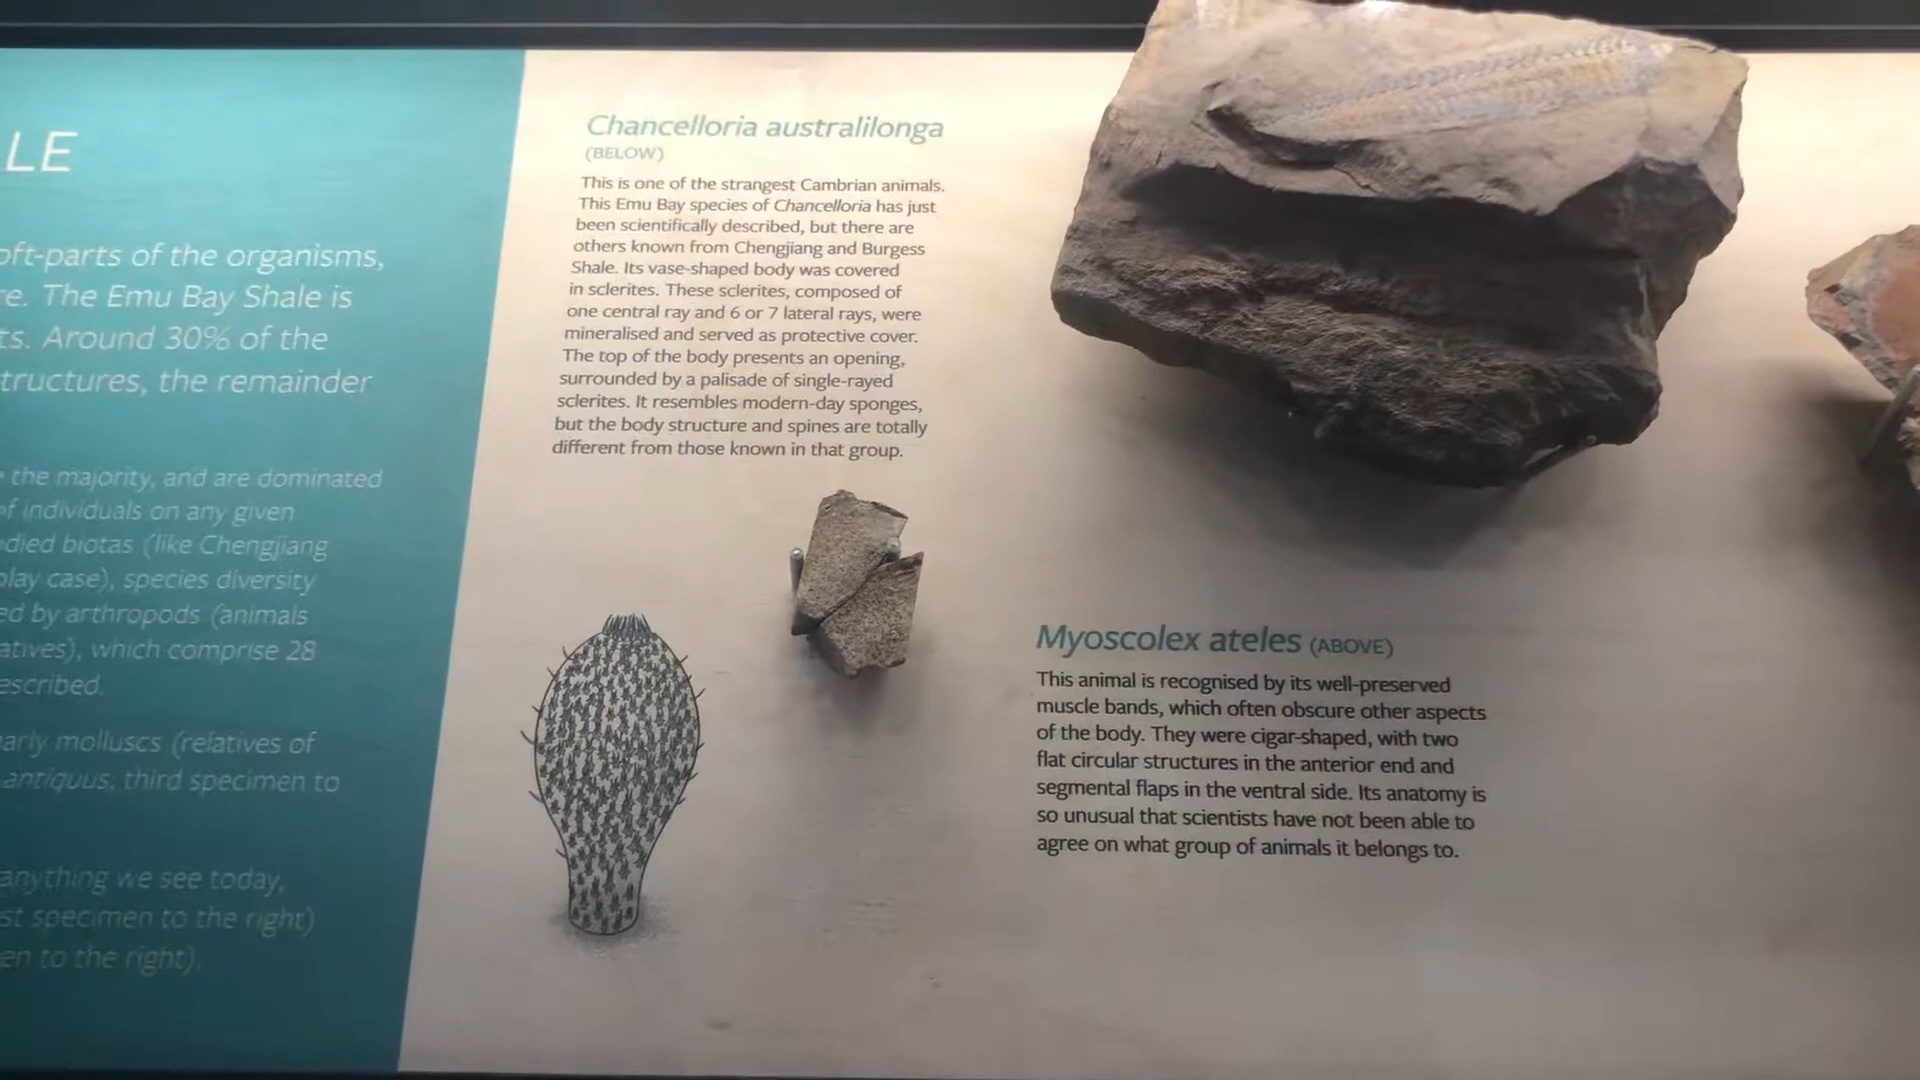 LE
oft-parts of the organisms,
The Emu Bay Shale is
Around 30% of the
the remainder
the majority, and are dominated
of individuals on any given
biotas (like Chengjiang
case), species diversity
by arthropods (animals
which comprise 28
molluscs (relatives of
antiquus, third specimen to
anything we see today,
specimen to the right)
to the right).
Chancelloria australilonga
(BELOW)
This is one of the strangest Cambrian animals.
This Emu Bay species of Chancelloria has just
been scientifically described, but there are
others known from Chengjiang and Burgess
Shale. Its vase-shaped body was covered
in sclerites. These sclerites, composed of
one central ray and 6 or 7 lateral rays, were
mineralised and served as protective cover.
The top of the body presents an opening,
surrounded by a palisade of single-rayed
sclerites. It resembles modern-day sponges,
but the body structure and spines are totally
different from those known in that group.
Myoscolex ateles (ABOVE)
This animal is recognised by its well-preserved
muscle bands, which often obscure other aspects
of the body. They were cigar-shaped, with two
flat circular structures in the anterior end and
segmental flaps in the ventral side. Its anatomy is
so unusual that scientists have not been able to
agree on what group of animals it belongs to.